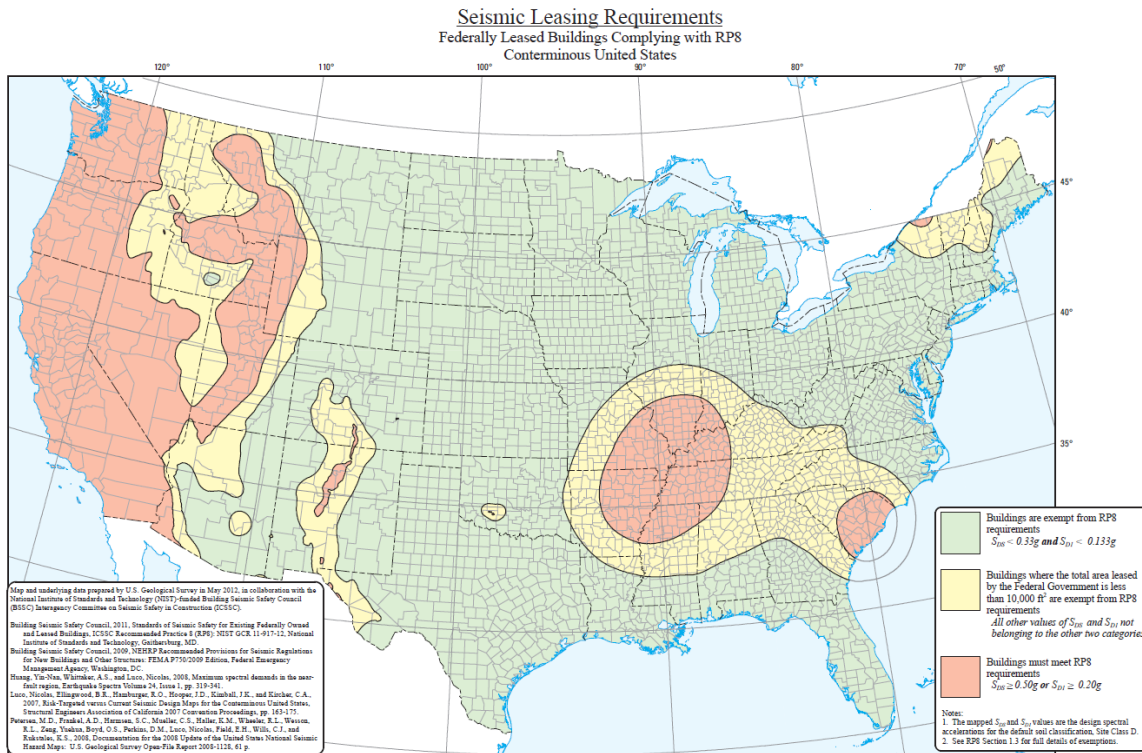 Seismic Leasing Requirements
Federally Leased Buildings Complying with RP8
Conterminous United States
120°
110°
100°
90°
80°
70°
50°
45°
40°
35°
Map and underlying data prepared by U.S. Geological Survey in May 2012, in collaboration with the
National Institute of Standards and Technology (NIST)-funded Building Seismic Safety Council
(BSSC) Interagency Committee on Seismic Safety in Construction (ICSSC).
Building Seismic Safety Council, 2011, Standards of Seismic Safety for Existing Federally Owned
and Leased Buildings, ICSSC Recommended Practice 8 (RP8): NIST GCR 11-917-12, National
Institute of Standards and Technology, Gaithersburg, MD.
Building Seismic Safety Council, 2009, NEHRP Recommended Provisions for Seismic Regulations
for New Buildings and Other Structures: FEMA P750/2009 Edition, Federal Emergency
Management Agency, Washington, DC.
Huang, Yin-Nan, Whittaker, A.S., and Luco, Nicolas, 2008, Maximum spectral demands in the near-
fault region, Earthquake Spectra Volume 24, Issue 1, pp. 319-341.
Luco, Nicolas, Ellingwood, B.R., Hamburger, R.O., Hooper, J.D., Kimball, J.K., and Kircher, C.A.,
2007, Risk-Targeted versus Current Seismic Design Maps for the Conterminous United States,
Structural Engineers Association of California 2007 Convention Proceedings, pp. 163-175.
Petersen, M.D., Frankel, A.D., Harmsen, S.C., Mueller, C.S., Haller, K.M., Wheeler, R.L., Wesson,
R.L., Zeng, Yuehua, Boyd, O.S., Perkins, D.M., Luco, Nicolas, Field, E.H., Wills, C.J., and
Rukstales, K.S., 2008, Documentation for the 2008 Update of the United States National Seismic
Hazard Maps: U.S. Geological Survey Open-File Report 2008-1128, 61 p.
Buildings are exempt from RP8
requirements
S_DS < 0.33g and S_D1 < 0.133g
Buildings where the total area leased
by the Federal Government is less
than 10,000 ft² are exempt from RP8
requirements
All other values of S_DS and S_D1 not
belonging to the other two categories
Buildings must meet RP8
requirements
S_DS ≥ 0.50g or S_D1 ≥ 0.20g
Notes:
1. The mapped S_DS and S_D1 values are the design spectral
accelerations for the default soil classification, Site Class D.
2. See RP8 Section 1.3 for full details of exemptions.